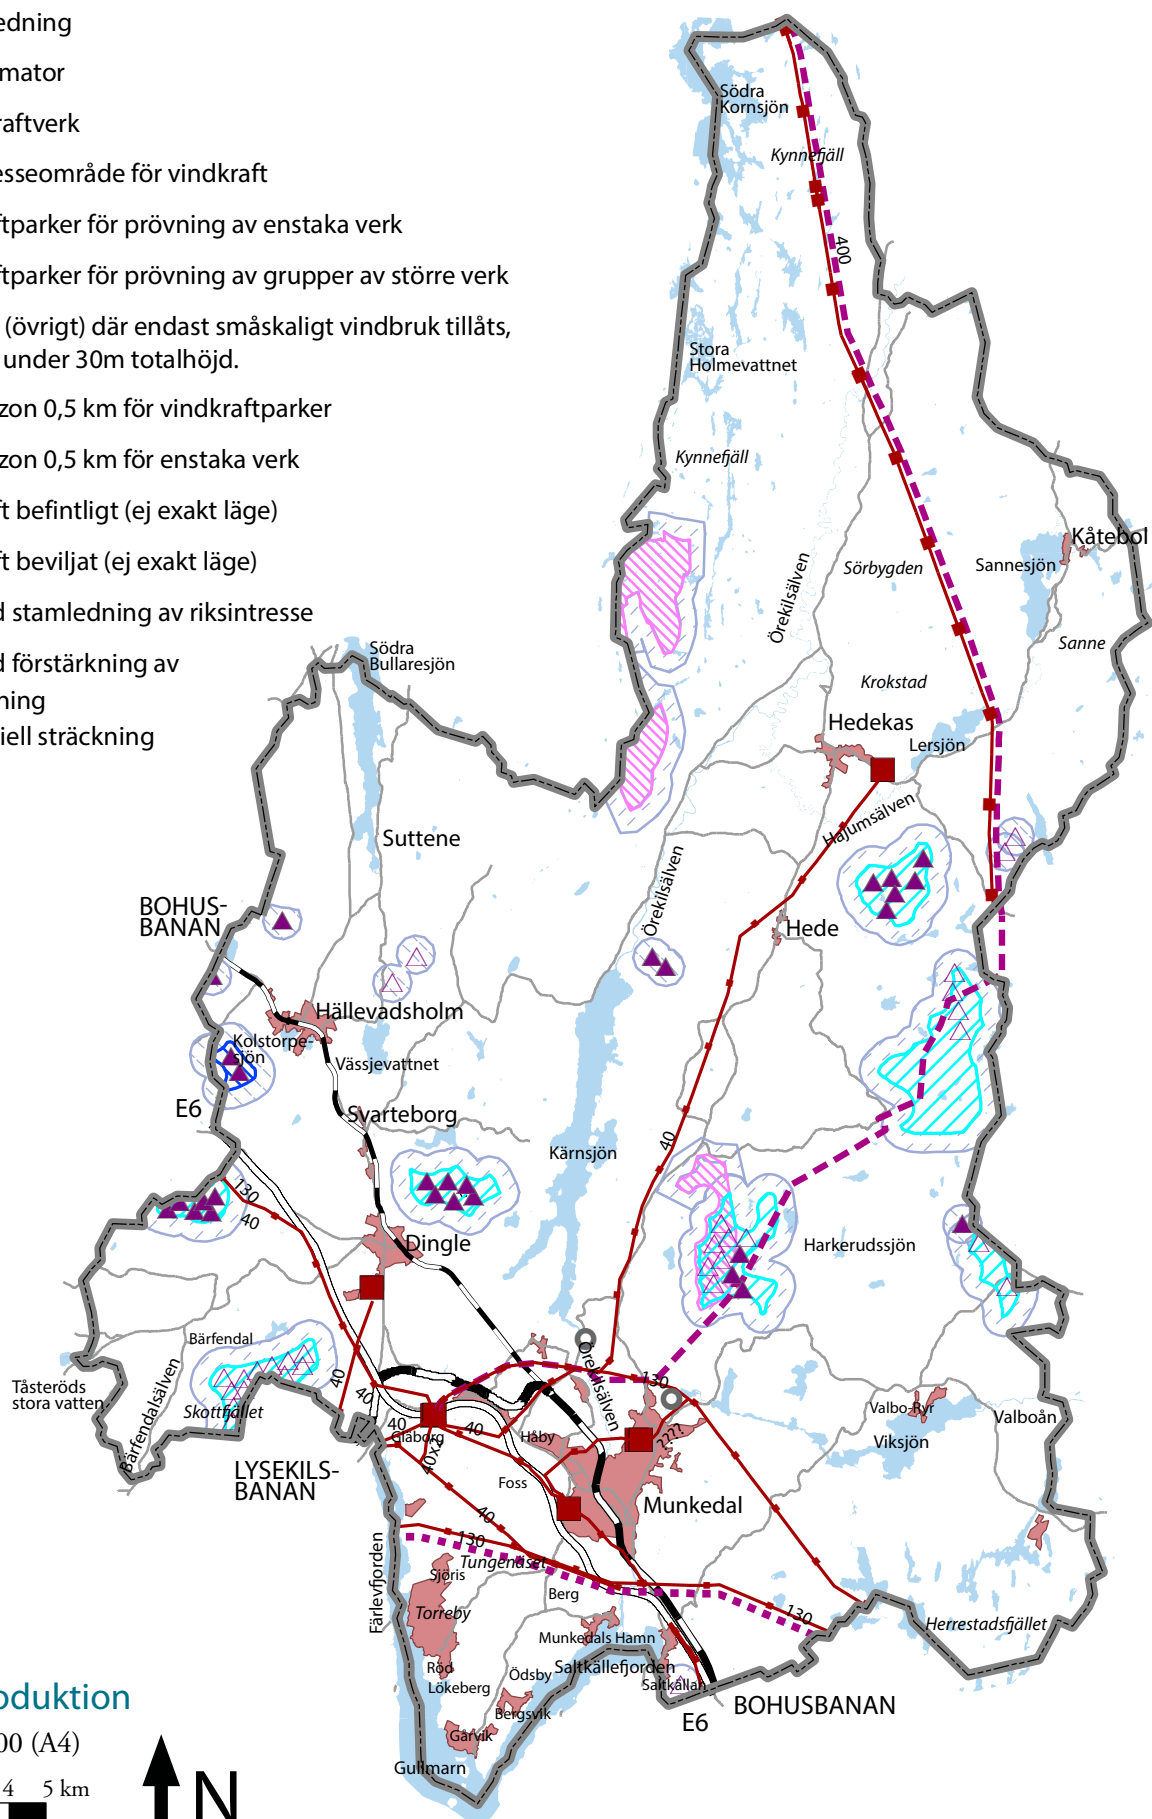 edning
mator
raftverk
esseområde för vindkraft
ftparker för prövning av enstaka verk
ftparker för prövning av grupper av större verk
(övrigt) där endast småskaligt vindbruk tillåts,
under 30m totalhöjd.
zon 0,5 km för vindkraftparker
zon 0,5 km för enstaka verk
ft befintligt (ej exakt läge)
ft beviljat (ej exakt läge)
d stamledning av riksintresse
d förstärkning av
ning
iell sträckning
Södra
Kornsjön
Kynnefjäll
400
Stora
Holmevattnet
Kynnefjäll
Kåtebol
Sannesjön
Sörbygden
Örekilsälven
Sanne
Södra
Bullaresjön
Krokstad
Hedekas
Lersjön
Hajumsälven
Suttene
Örekilsälven
BOHUS-
BANAN
Hede
Hällevadsholm
Kolstorpe-
sjön
Vässjevattnet
E6
Svarteborg
Kärnsjön
40
130
40
Dingle
Harkerudssjön
Bärfendal
Örekilsälven
Tåsteröds
stora vatten
Bärfendalsälven
Skottfjället
40
40
40
40
130
Gläborg
40x2
Håby
???
Valbo-Ryr
Valboån
Viksjön
LYSEKILS-
BANAN
Foss
Munkedal
40
130
Tungenäset
Färlevfjorden
Sjöris
Berg
Torreby
130
Herrestadsfjället
Munkedals Hamn
Röd
Ödsby
Saltkällefjorden
Lökeberg
Saltkällan
Bergsvik
BOHUSBANAN
E6
Gårvik
Gullmarn
oduktion
00 (A4)
4 5 km
N